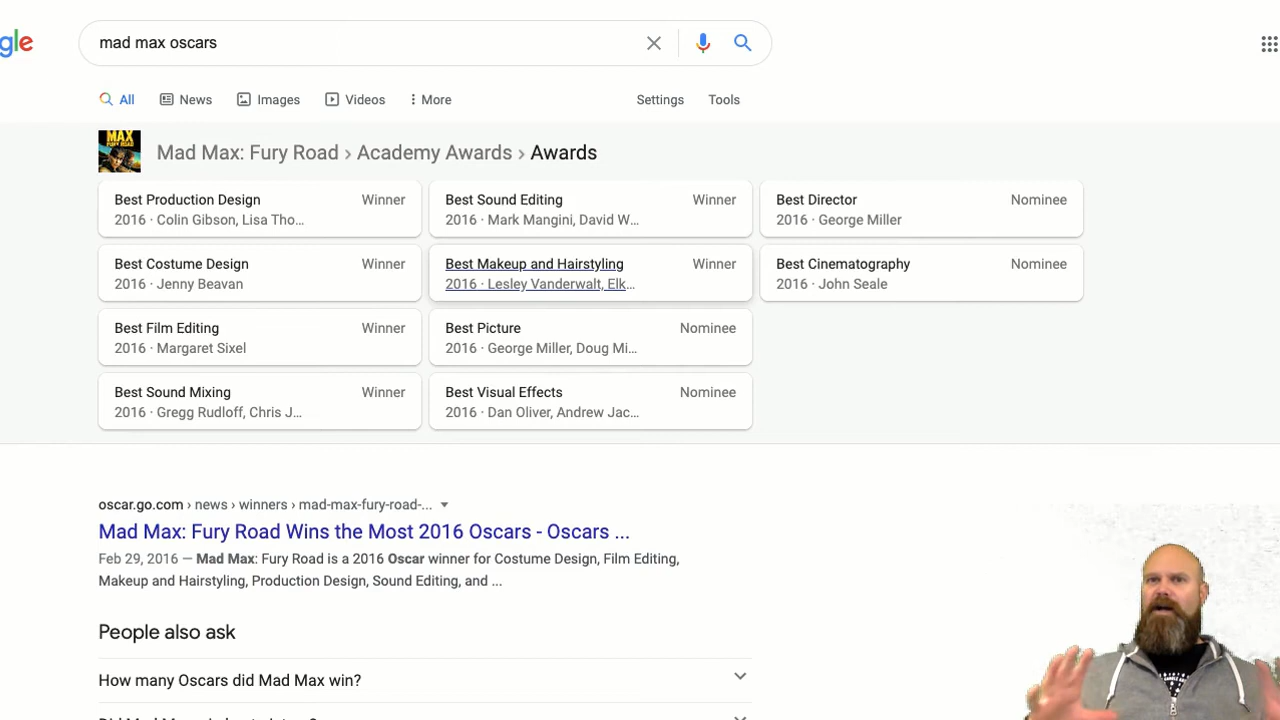 gle
mad max oscars
All
News
Images
Videos
More
Settings
Tools
MAX
FURY ROAD
Mad Max: Fury Road › Academy Awards › Awards
Best Production Design
Winner
2016 · Colin Gibson, Lisa Tho...
Best Sound Editing
Winner
2016 · Mark Mangini, David W...
Best Director
Nominee
2016 · George Miller
Best Costume Design
Winner
2016 · Jenny Beavan
Best Makeup and Hairstyling
Winner
2016 · Lesley Vanderwalt, Elk...
Best Cinematography
Nominee
2016 · John Seale
Best Film Editing
Winner
2016 · Margaret Sixel
Best Picture
Nominee
2016 · George Miller, Doug Mi...
Best Sound Mixing
Winner
2016 · Gregg Rudloff, Chris J...
Best Visual Effects
Nominee
2016 · Dan Oliver, Andrew Jac...
oscar.go.com › news › winners › mad-max-fury-road-...
Mad Max: Fury Road Wins the Most 2016 Oscars - Oscars ...
Feb 29, 2016 — Mad Max: Fury Road is a 2016 Oscar winner for Costume Design, Film Editing,
Makeup and Hairstyling, Production Design, Sound Editing, and ...
People also ask
How many Oscars did Mad Max win?